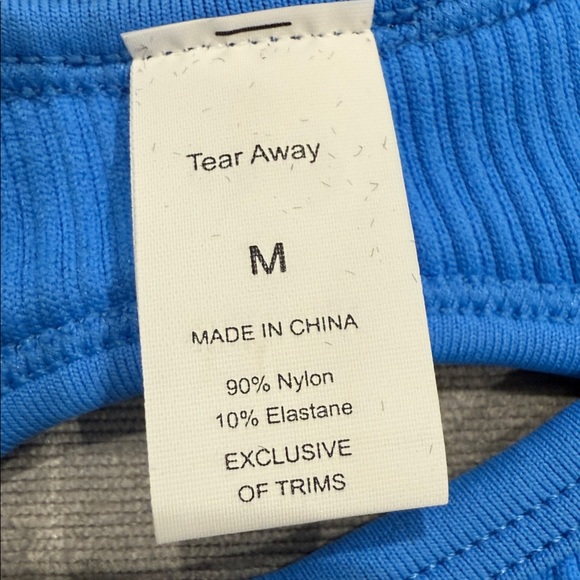 Tear Away
M
MADE IN CHINA
90% Nylon
10% Elastane
EXCLUSIVE
OF TRIMS